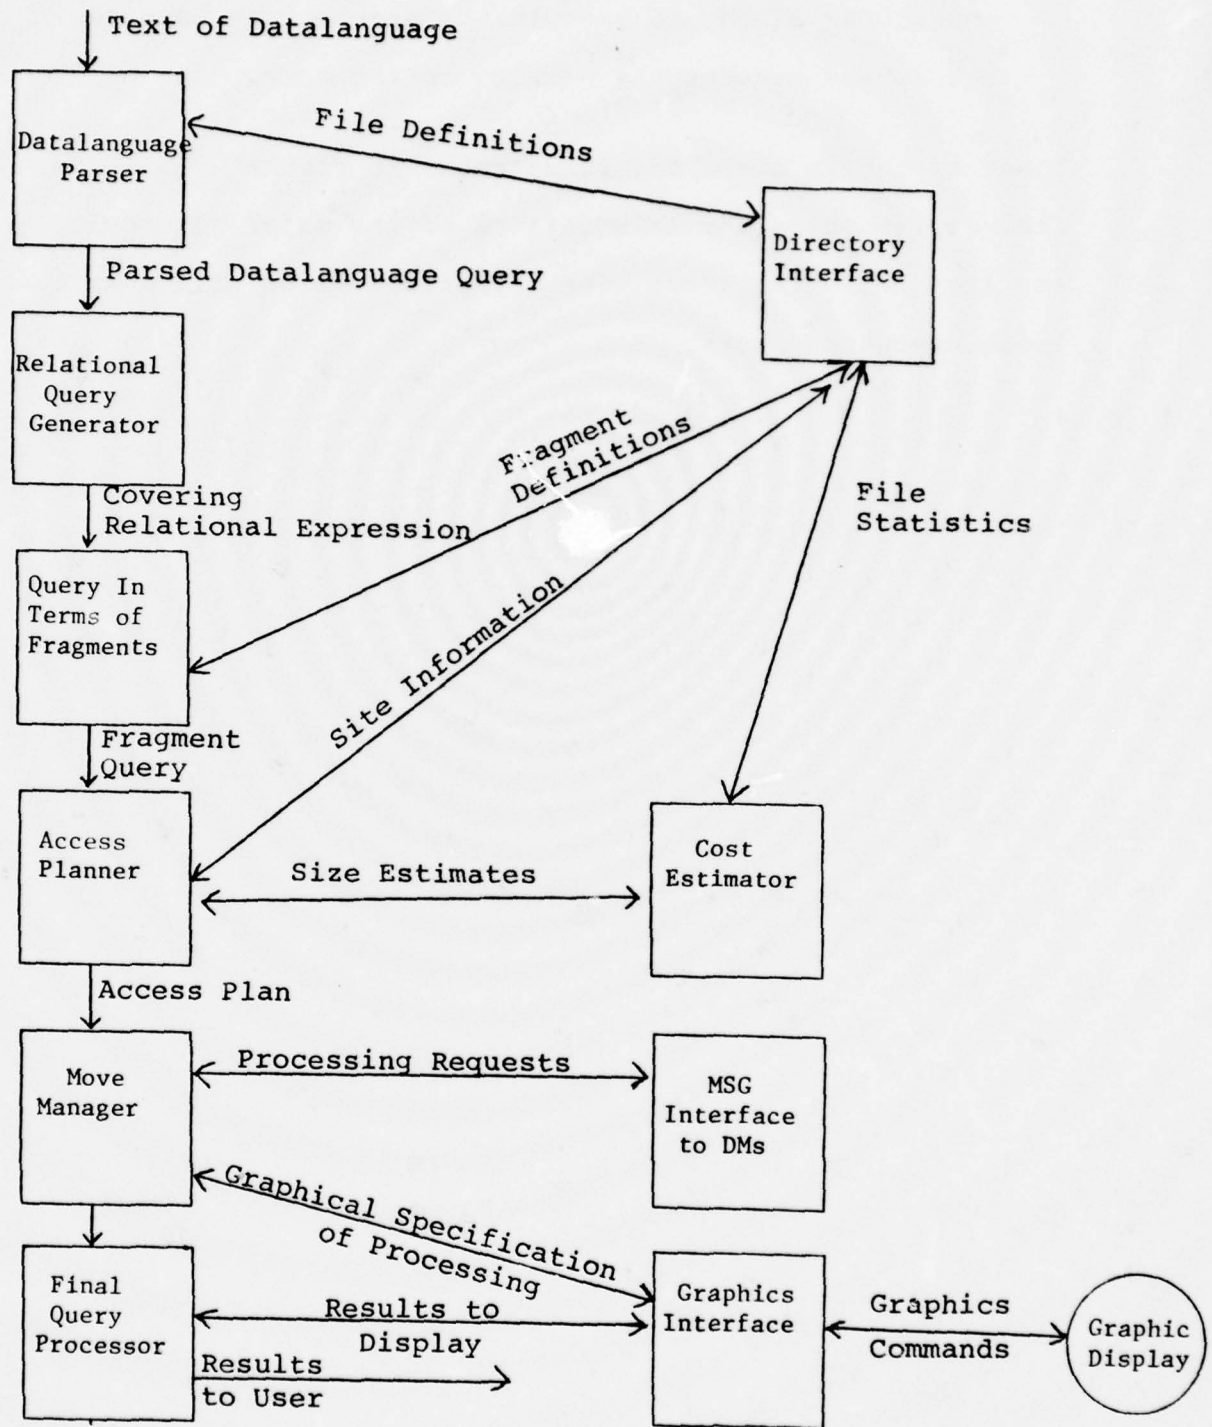 Text of Datalanguage
File Definitions
Datalanguage
Parser
Directory
Interface
Parsed Datalanguage Query
Relational
Query
Generator
Fragment
Definitions
Covering
Relational Expression
File
Statistics
Query In
Terms of
Fragments
Site Information
Fragment
Query
Access
Planner
Size Estimates
Cost
Estimator
Access Plan
Move
Manager
Processing Requests
MSG
Interface
to DMs
Graphical Specification
of Processing
Final
Query
Processor
Results to
Display
Graphics
Interface
Graphics
Commands
Graphic
Display
Results
to User